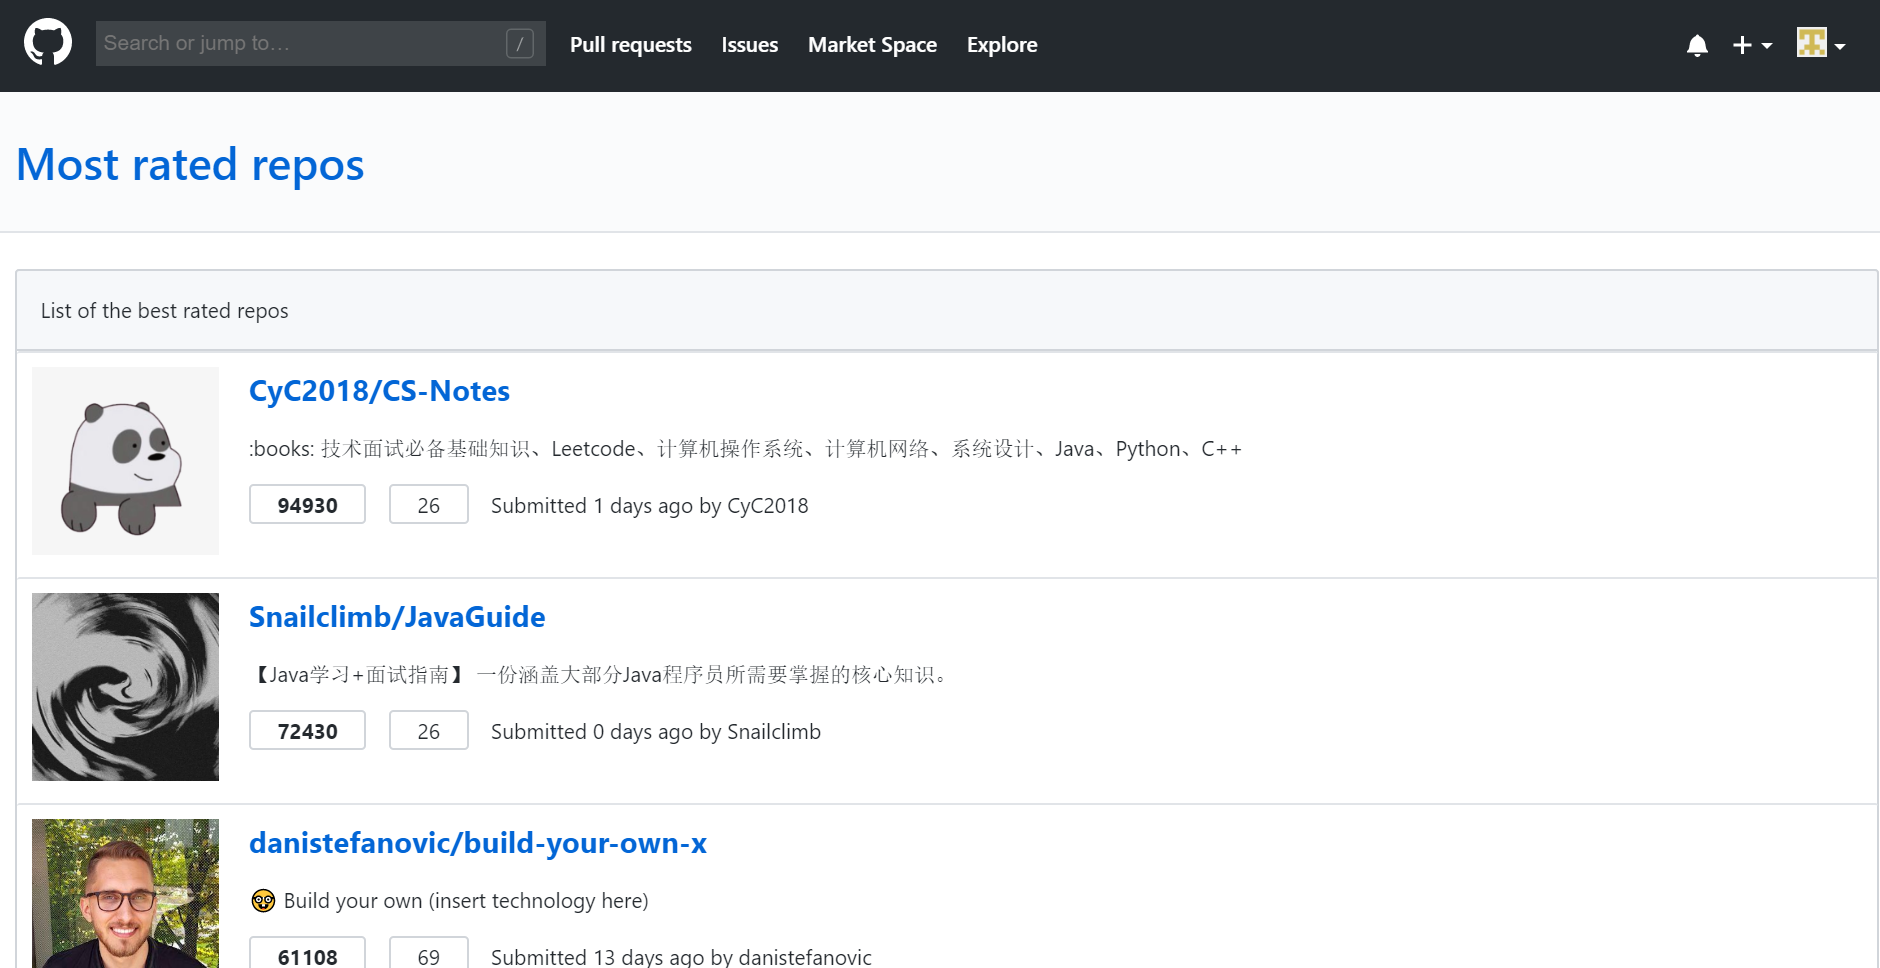 Search or jump to…
/
Pull requests
Issues
Market Space
Explore
Most rated repos
List of the best rated repos
CyC2018/CS-Notes
:books: 技术面试必备基础知识、Leetcode、计算机操作系统、计算机网络、系统设计、Java、Python、C++
94930 26 Submitted 1 days ago by CyC2018
Snailclimb/JavaGuide
【Java学习+面试指南】 一份涵盖大部分Java程序员所需要掌握的核心知识。
72430 26 Submitted 0 days ago by Snailclimb
danistefanovic/build-your-own-x
🤓 Build your own (insert technology here)
61108 69 Submitted 13 days ago by danistefanovic